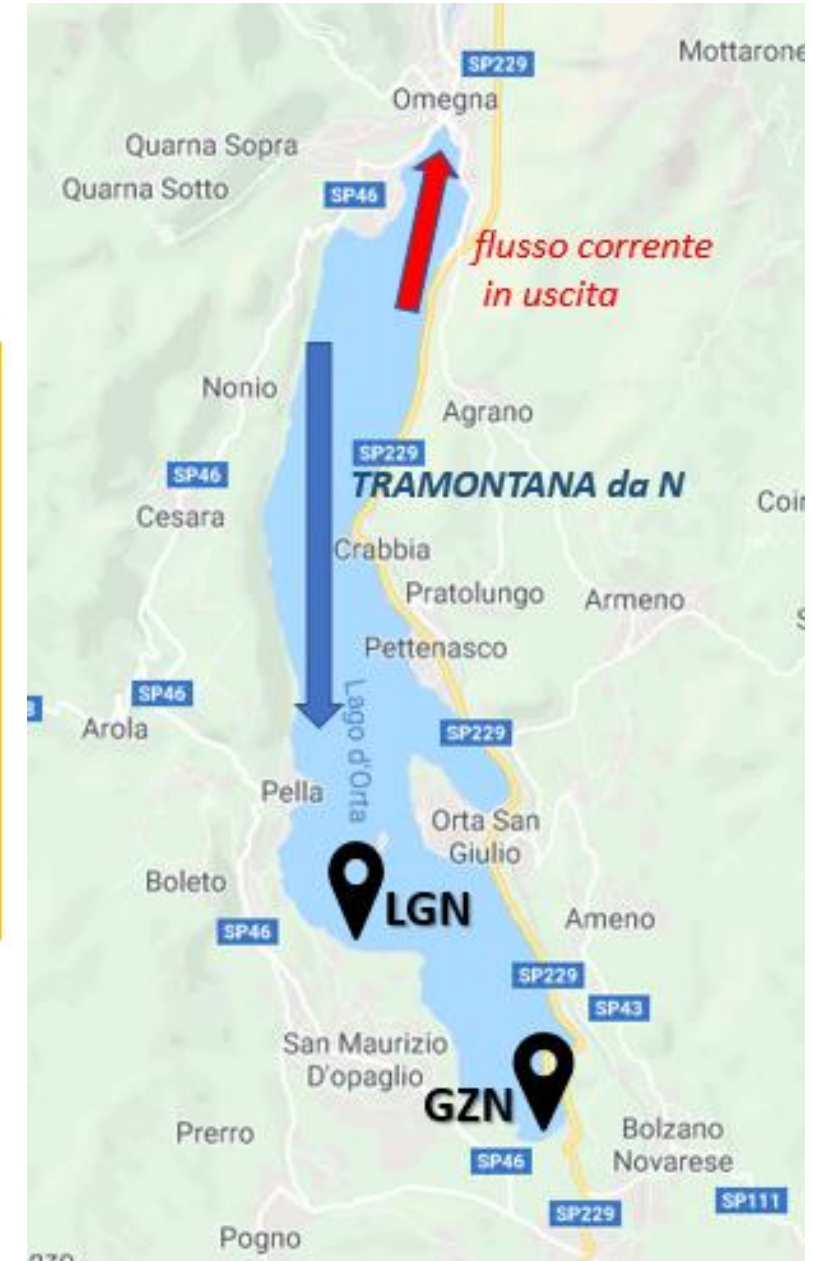 Mottarone
SP229
Omegna
Quarna Sopra
Quarna Sotto
SP46
flusso corrente
in uscita
Nonio
Agrano
SP229
SP46
TRAMONTANA da N
Cesara
Crabbia
Pratolungo
Armeno
Pettenasco
SP46
Arola
SP229
Lago d'Orta
Pella
Orta San
Giulio
Boleto
LGN
Ameno
SP46
SP229
SP43
San Maurizio
D'opaglio
GZN
Prerro
Bolzano
Novarese
SP46
SP111
SP229
Pogno